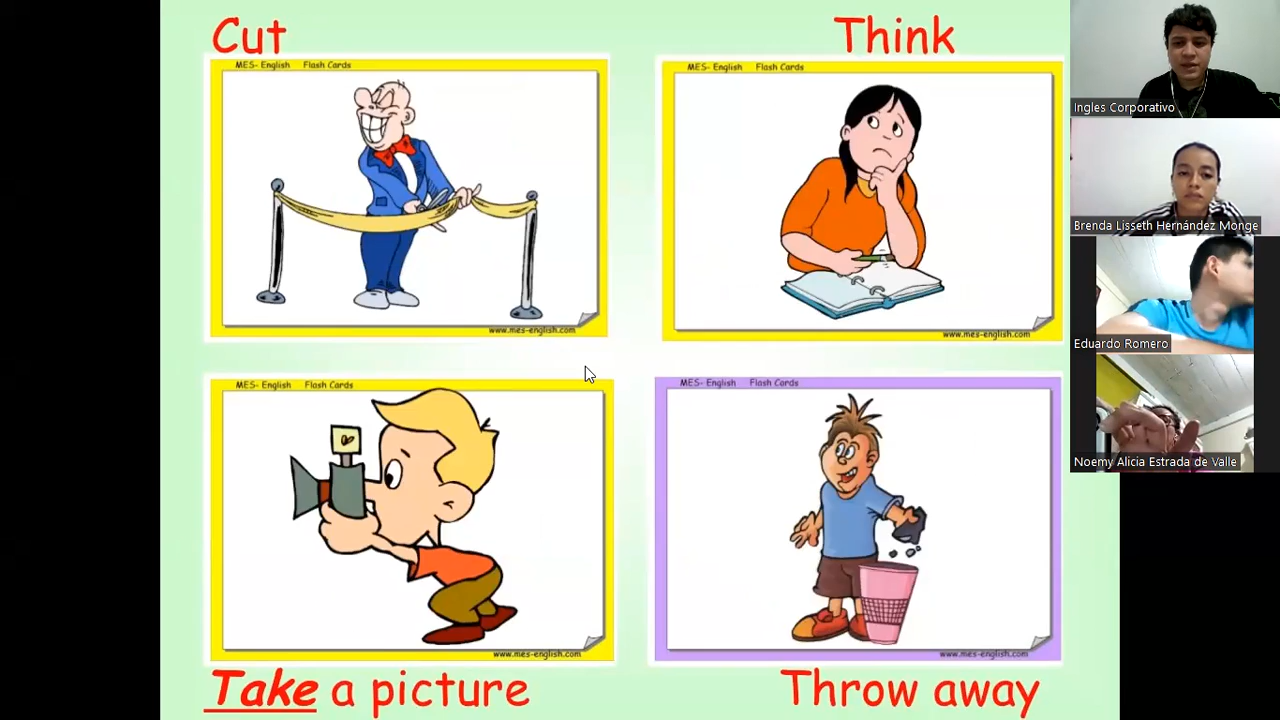 Cut
Think
MES- English Flash Cards
MES- English Flash Cards
www.mes-english.com
www.mes-english.com
MES- English Flash Cards
MES- English Flash Cards
www.mes-english.com
www.mes-english.com
Take a picture
Throw away
Ingles Corporativo
Brenda Lisseth Hernández Monge
Eduardo Romero
Noemy Alicia Estrada de Valle